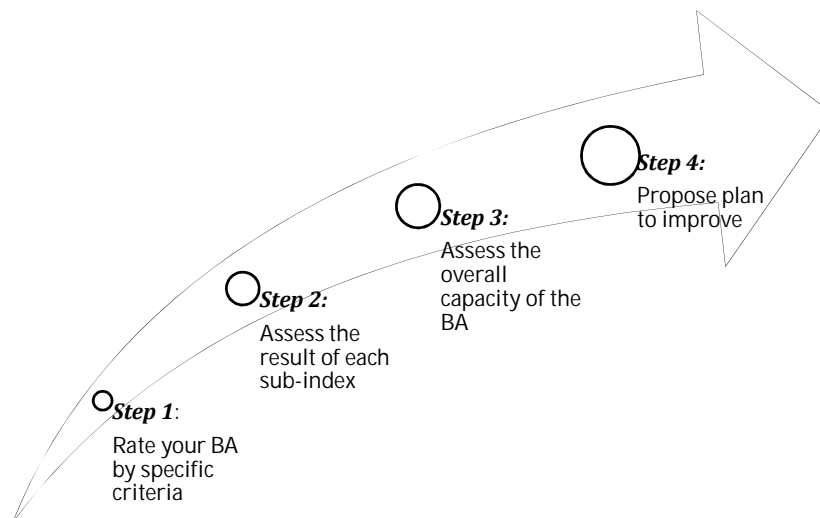 Step 1:
Rate your BA
by specific
criteria
Step 2:
Assess the
result of each
sub-index
Step 3:
Assess the
overall
capacity of the
BA
Step 4:
Propose plan
to improve